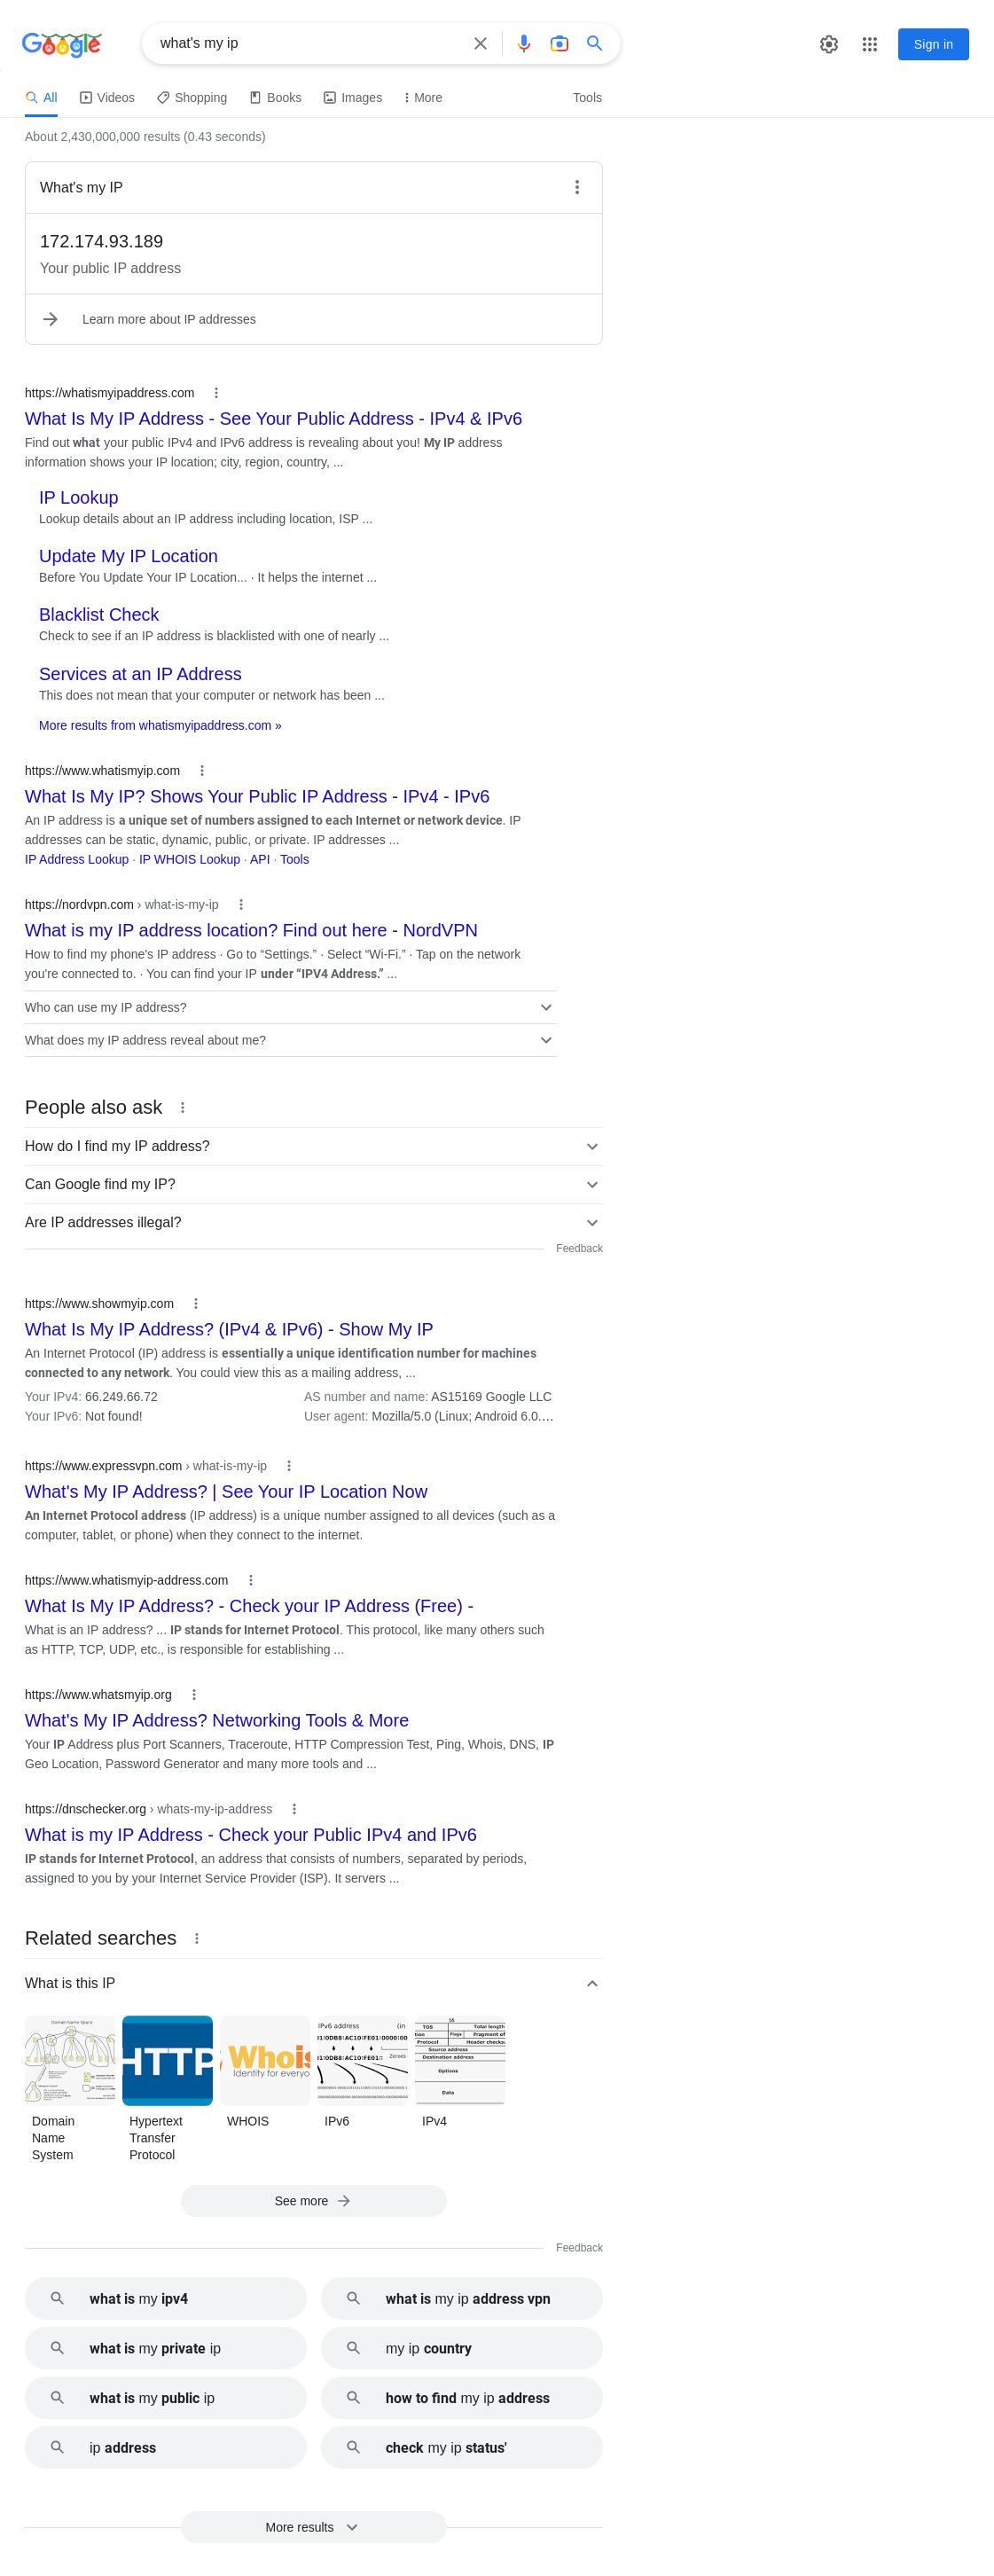 Google
what's my ip
Sign in
All
Videos
Shopping
Books
Images
More
Tools
About 2,430,000,000 results (0.43 seconds)
What's my IP
172.174.93.189
Your public IP address
Learn more about IP addresses
https://whatismyipaddress.com
What Is My IP Address - See Your Public Address - IPv4 & IPv6
Find out what your public IPv4 and IPv6 address is revealing about you! My IP address
information shows your IP location; city, region, country, ...
IP Lookup
Lookup details about an IP address including location, ISP ...
Update My IP Location
Before You Update Your IP Location... · It helps the internet ...
Blacklist Check
Check to see if an IP address is blacklisted with one of nearly ...
Services at an IP Address
This does not mean that your computer or network has been ...
More results from whatismyipaddress.com »
https://www.whatismyip.com
What Is My IP? Shows Your Public IP Address - IPv4 - IPv6
An IP address is a unique set of numbers assigned to each Internet or network device. IP
addresses can be static, dynamic, public, or private. IP addresses ...
IP Address Lookup · IP WHOIS Lookup · API · Tools
https://nordvpn.com › what-is-my-ip
What is my IP address location? Find out here - NordVPN
How to find my phone's IP address · Go to “Settings.” · Select “Wi-Fi.” · Tap on the network
you're connected to. · You can find your IP under “IPV4 Address.” ...
Who can use my IP address?
What does my IP address reveal about me?
People also ask
How do I find my IP address?
Can Google find my IP?
Are IP addresses illegal?
Feedback
https://www.showmyip.com
What Is My IP Address? (IPv4 & IPv6) - Show My IP
An Internet Protocol (IP) address is essentially a unique identification number for machines
connected to any network. You could view this as a mailing address, ...
Your IPv4: 66.249.66.72
AS number and name: AS15169 Google LLC
Your IPv6: Not found!
User agent: Mozilla/5.0 (Linux; Android 6.0....
https://www.expressvpn.com › what-is-my-ip
What's My IP Address? | See Your IP Location Now
An Internet Protocol address (IP address) is a unique number assigned to all devices (such as a
computer, tablet, or phone) when they connect to the internet.
https://www.whatismyip-address.com
What Is My IP Address? - Check your IP Address (Free) -
What is an IP address? ... IP stands for Internet Protocol. This protocol, like many others such
as HTTP, TCP, UDP, etc., is responsible for establishing ...
https://www.whatsmyip.org
What's My IP Address? Networking Tools & More
Your IP Address plus Port Scanners, Traceroute, HTTP Compression Test, Ping, Whois, DNS, IP
Geo Location, Password Generator and many more tools and ...
https://dnschecker.org › whats-my-ip-address
What is my IP Address - Check your Public IPv4 and IPv6
IP stands for Internet Protocol, an address that consists of numbers, separated by periods,
assigned to you by your Internet Service Provider (ISP). It servers ...
Related searches
What is this IP
Domain Name Space
HTTP
Whois
Identity for everyo
IPv6 address
(in
Zeroes
16
TOS
Total length
Flags
Fragment of
Protocol
Header checks
Source address
Destination address
Options
Data
Domain
Name
System
Hypertext
Transfer
Protocol
WHOIS
IPv6
IPv4
See more
Feedback
what is my ipv4
what is my ip address vpn
what is my private ip
my ip country
what is my public ip
how to find my ip address
ip address
check my ip status'
More results